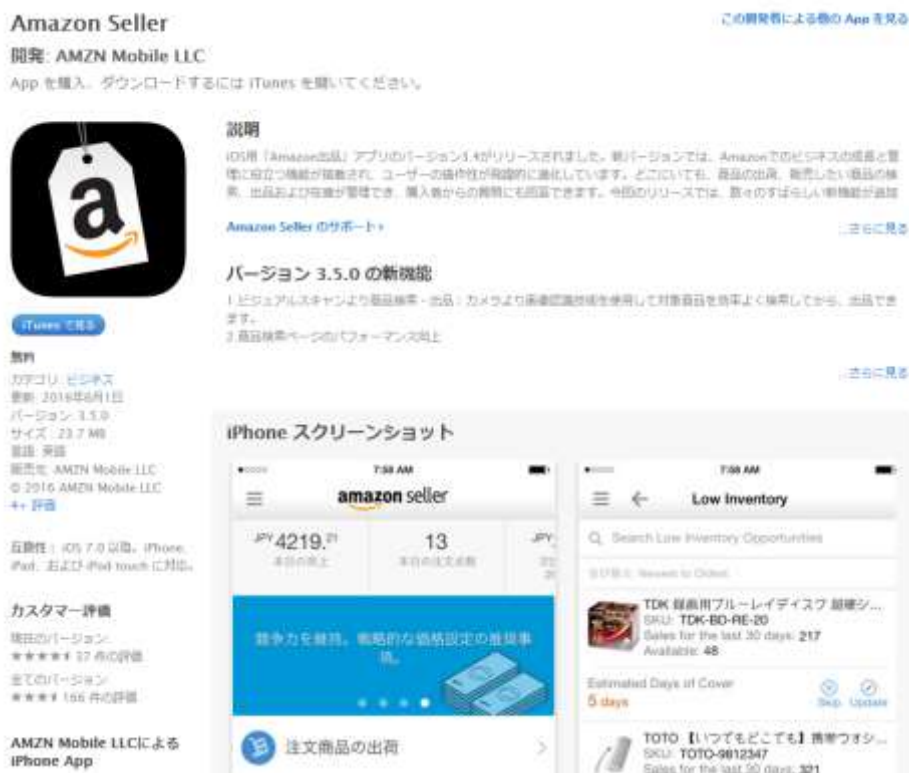 Amazon Seller
この開発者による他の App を見る
開発: AMZN Mobile LLC
App を購入、ダウンロードするには iTunes を開いてください。
a
説明
iOS用「Amazon出品」アプリのバージョン3.4がリリースされました。新バージョンでは、Amazonでのビジネスの成長と管
理に役立つ機能が搭載され、ユーザーの操作性が飛躍的に進化しています。どこにいても、商品の出荷、販売したい商品の検
索、出品および在庫が管理でき、購入者からの質問にも回答できます。今回のリリースでは、数々のすばらしい新機能が追加
Amazon Seller のサポート
...さらに見る
バージョン 3.5.0 の新機能
1.ビジュアルスキャンより商品検索・出品：カメラより画像認識技術を使用して対象商品を効率よく検索してから、出品でき
ます。
2.商品検索ページのパフォーマンス向上
...さらに見る
iTunes で見る
無料
カテゴリ: ビジネス
更新: 2016年6月1日
バージョン: 3.5.0
サイズ: 23.7 MB
言語: 英語
販売元: AMZN Mobile LLC
© 2016 AMZN Mobile LLC
4+ 評価
互換性： iOS 7.0 以降。iPhone、
iPad、および iPod touch に対応。
カスタマー評価
現在のバージョン:
37 件の評価
全てのバージョン:
166 件の評価
AMZN Mobile LLCによる
iPhone App
iPhone スクリーンショット
7:58 AM
amazon seller
JPY 4219.21
本日の売上
13
本日の注文点数
JPY
競争力を維持。戦略的な価格設定の推奨事
項。
注文商品の出荷
7:58 AM
Low Inventory
Search Low Inventory Opportunities
並び替え: Newest to Oldest
TDK 録画用ブルーレイディスク 超硬シ...
SKU: TDK-BD-RE-20
Sales for the last 30 days: 217
Available: 48
Estimated Days of Cover
5 days
Skip
Update
TOTO 【いつでもどこでも】携帯ウォシ...
SKU: TOTO-9812347
Sales for the last 30 days: 321